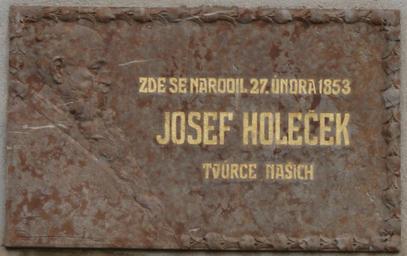 ZDE SE NARODIL 27. ÚNORA 1853
JOSEF HOLEČEK
TVŮRCE NAŠICH